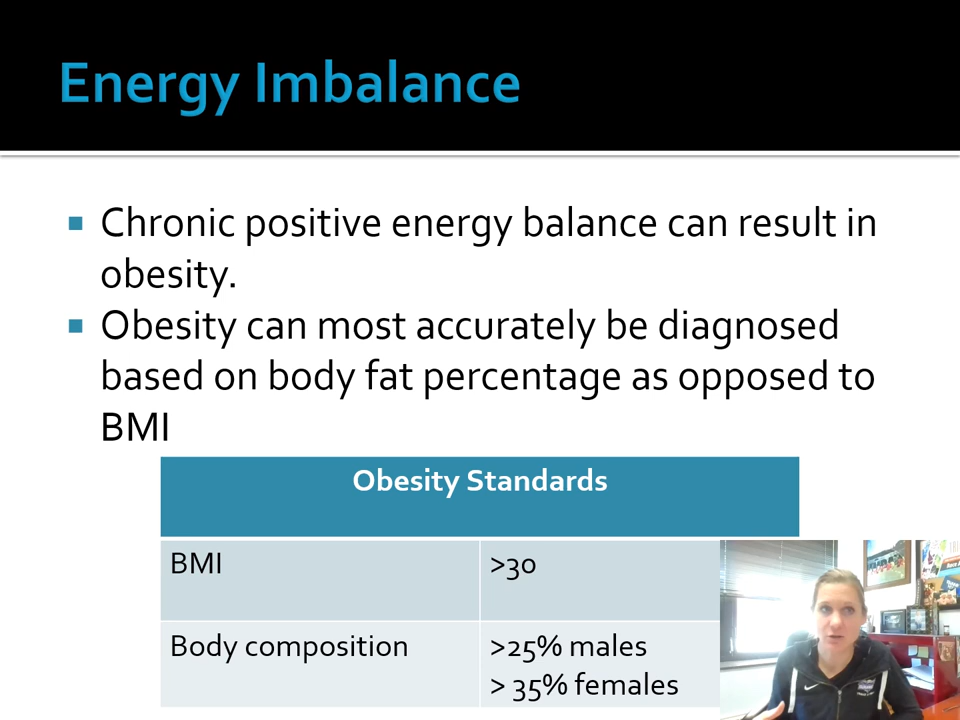 Energy Imbalance
Chronic positive energy balance can result in
obesity.
Obesity can most accurately be diagnosed
based on body fat percentage as opposed to
BMI
Obesity Standards
BMI >30
Body composition >25% males
> 35% females